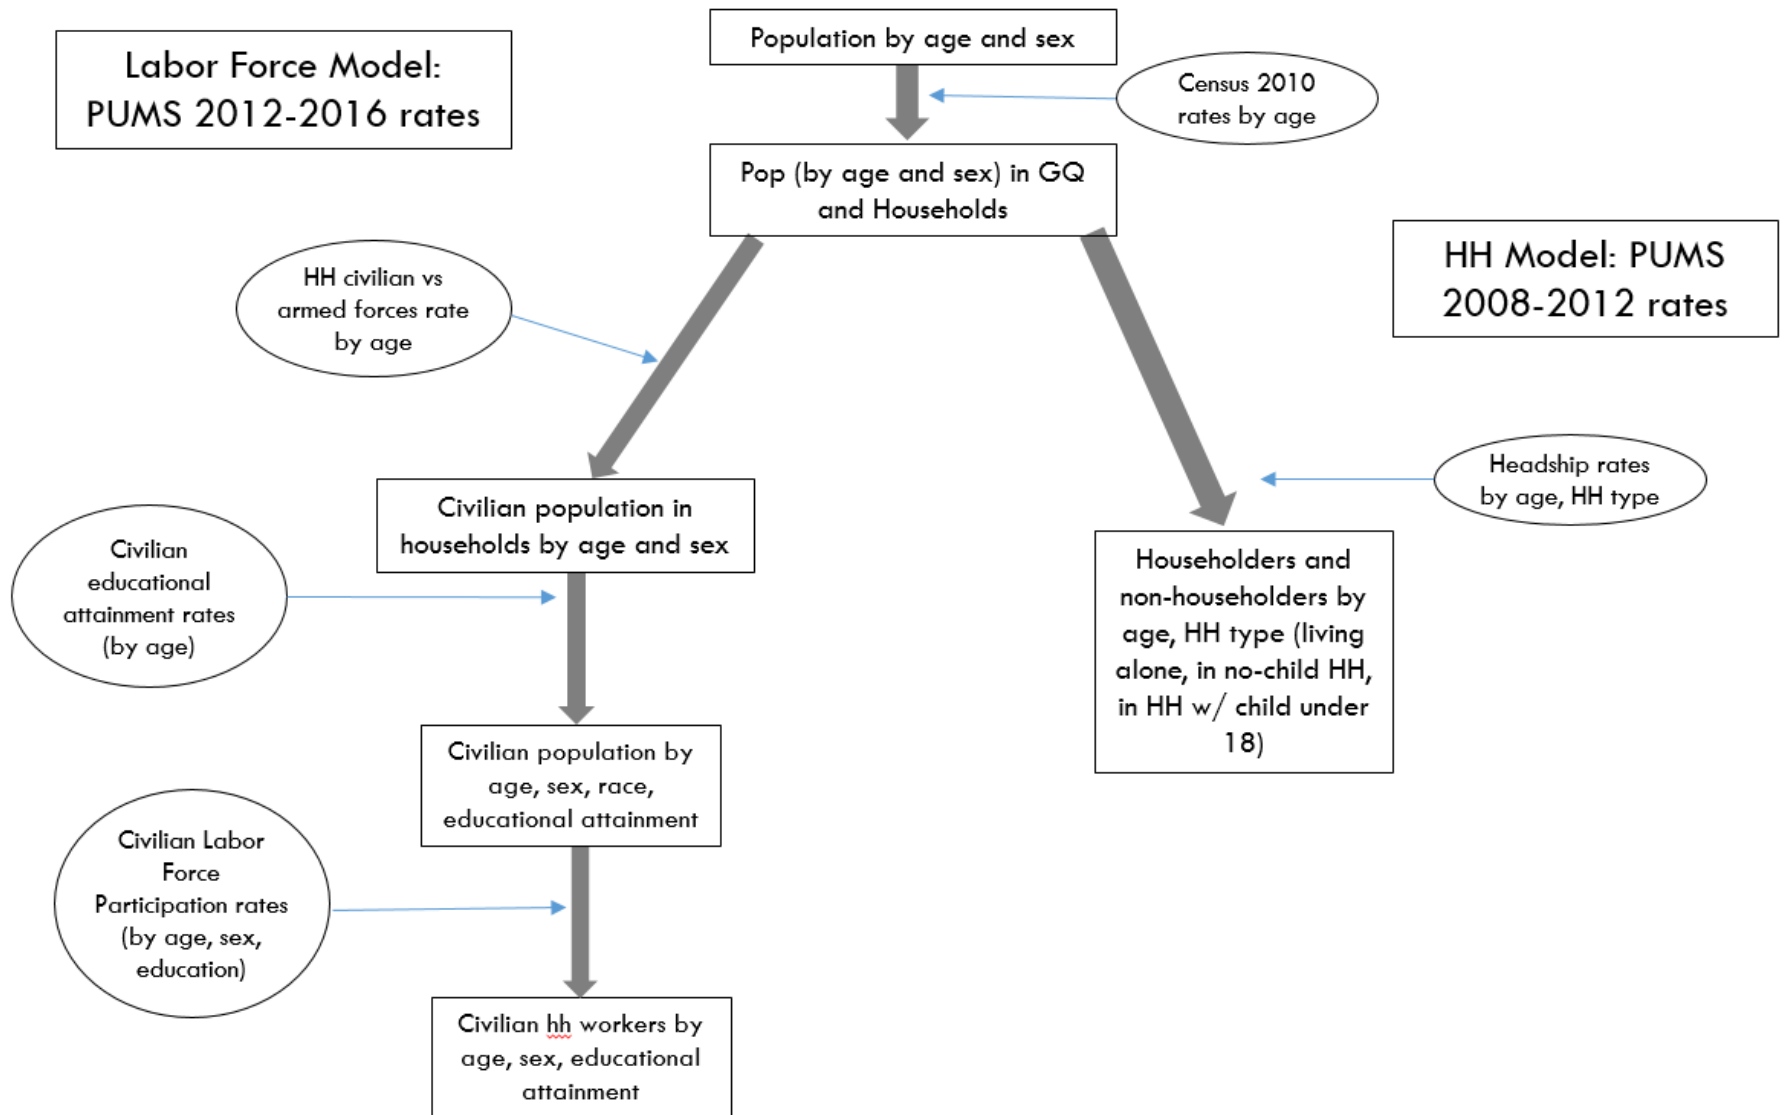 Population by age and sex
Labor Force Model:
PUMS 2012-2016 rates
Census 2010
rates by age
Pop (by age and sex) in GQ
and Households
HH Model: PUMS
2008-2012 rates
HH civilian vs
armed forces rate
by age
Headship rates
by age, HH type
Civilian population in
households by age and sex
Civilian
educational
attainment rates
(by age)
Householders and
non-householders by
age, HH type (living
alone, in no-child HH,
in HH w/ child under
18)
Civilian population by
age, sex, race,
educational attainment
Civilian Labor
Force
Participation rates
(by age, sex,
education)
Civilian hh workers by
age, sex, educational
attainment